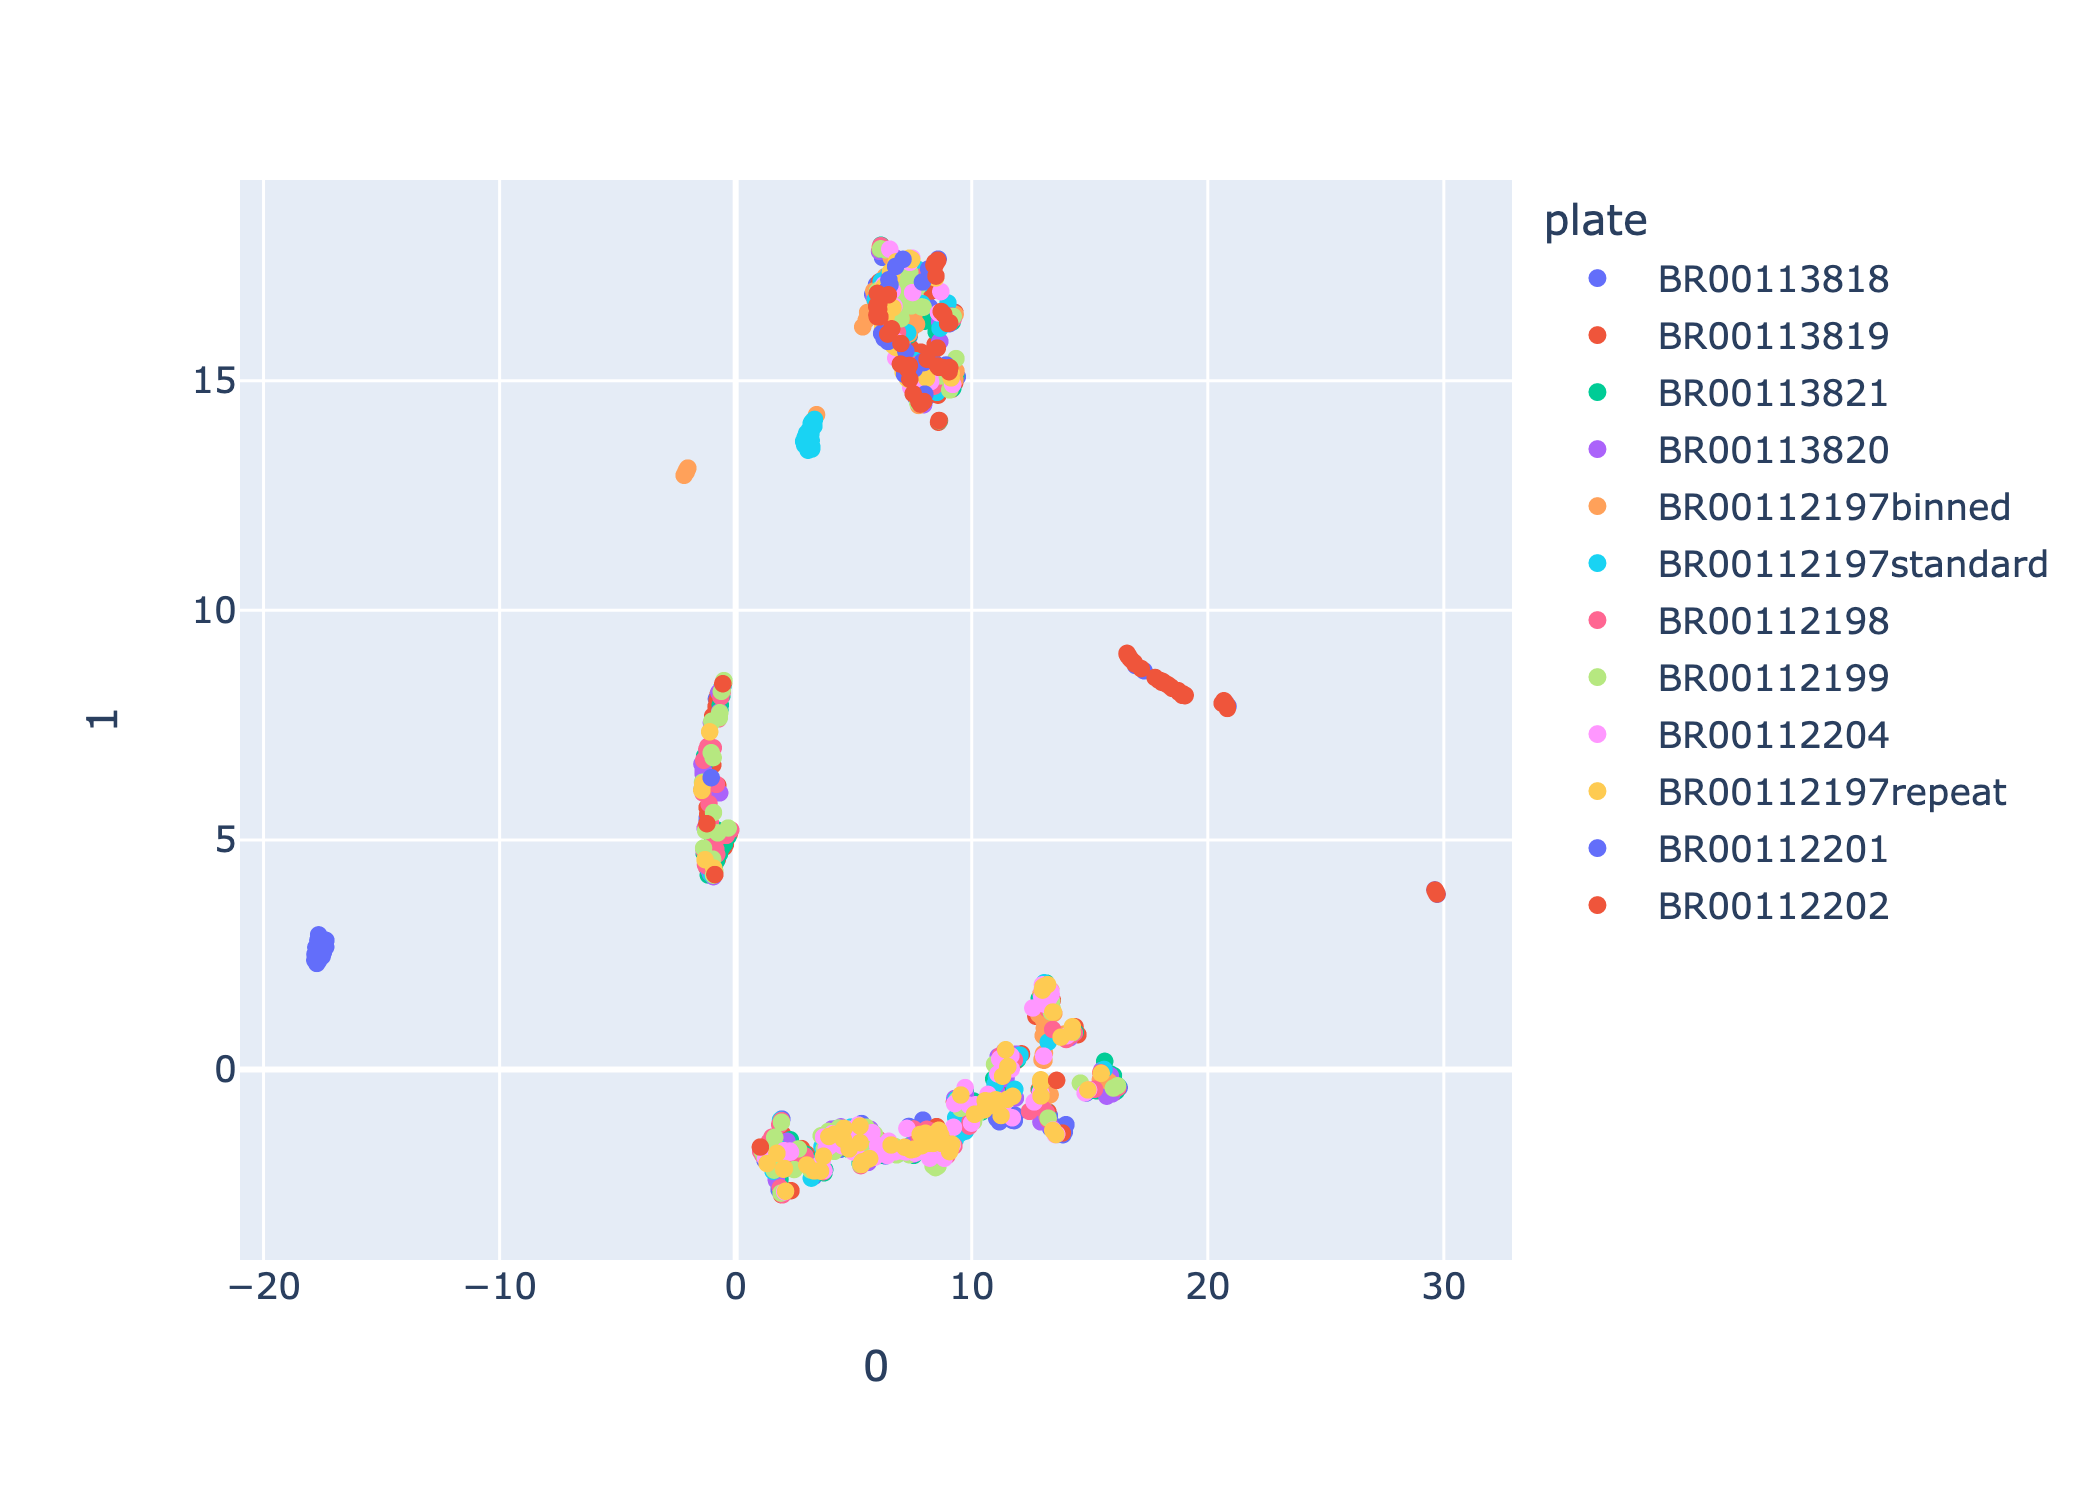 plate
BR00113818
BR00113819
BR00113821
BR00113820
BR00112197binned
BR00112197standard
BR00112198
BR00112199
BR00112204
BR00112197repeat
BR00112201
BR00112202
15
10
5
0
1
−20
−10
0
10
20
30
0